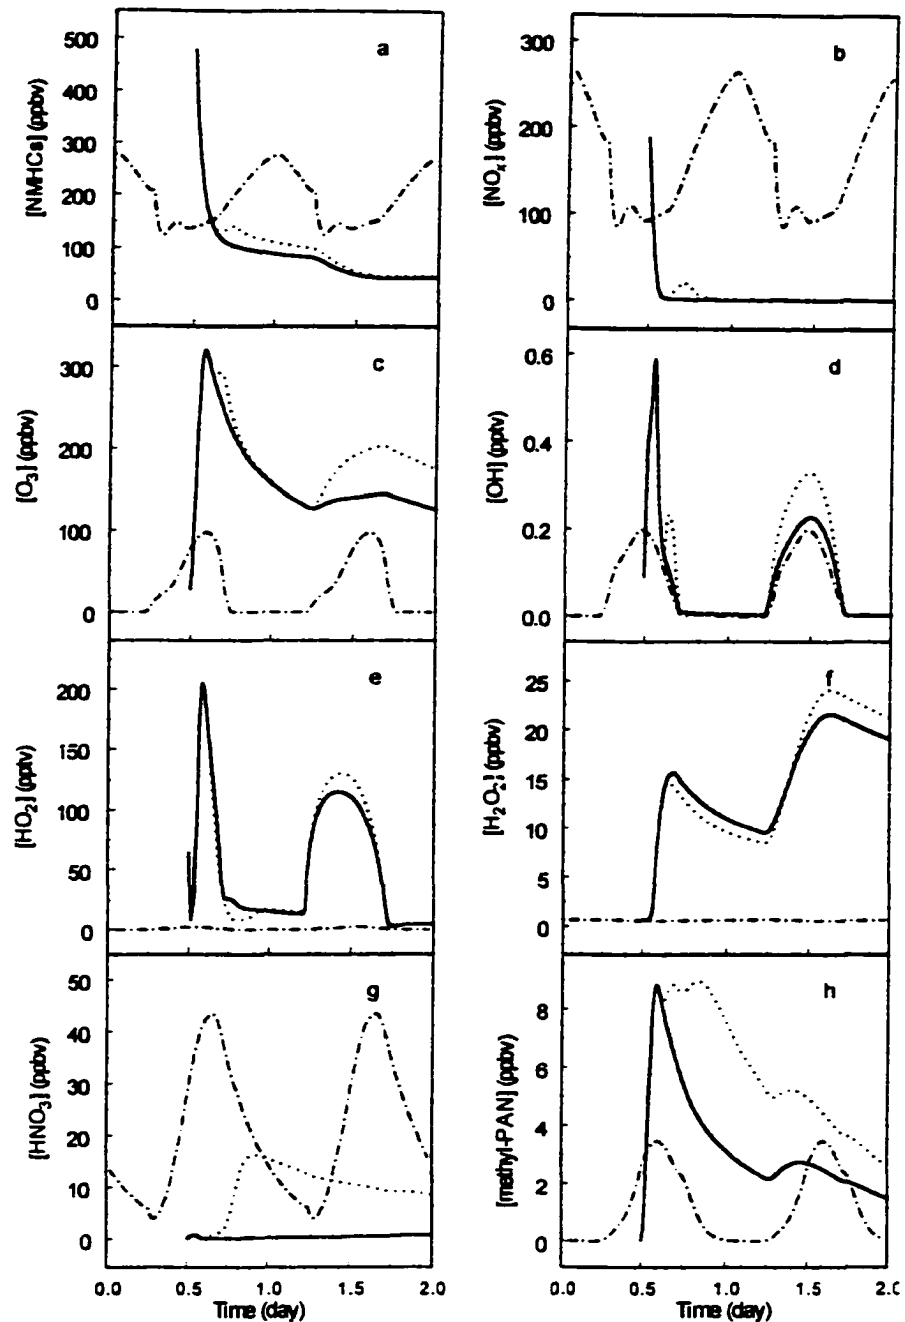 a
[NMHCs] (ppbv)
500
400
300
200
100
0
b
[NOx] (ppbv)
300
200
100
0
c
[O3] (ppbv)
300
200
100
0
d
[OH] (pptv)
0.6
0.4
0.2
0.0
e
[HO2] (pptv)
200
150
100
50
0
f
[H2O2] (ppbv)
25
20
15
10
5
0
g
[HNO3] (ppbv)
50
40
30
20
10
0
0.0 0.5 1.0 1.5 2.0
Time (day)
h
[methyl-PAN] (ppbv)
8
6
4
2
0
0.0 0.5 1.0 1.5 2.0
Time (day)